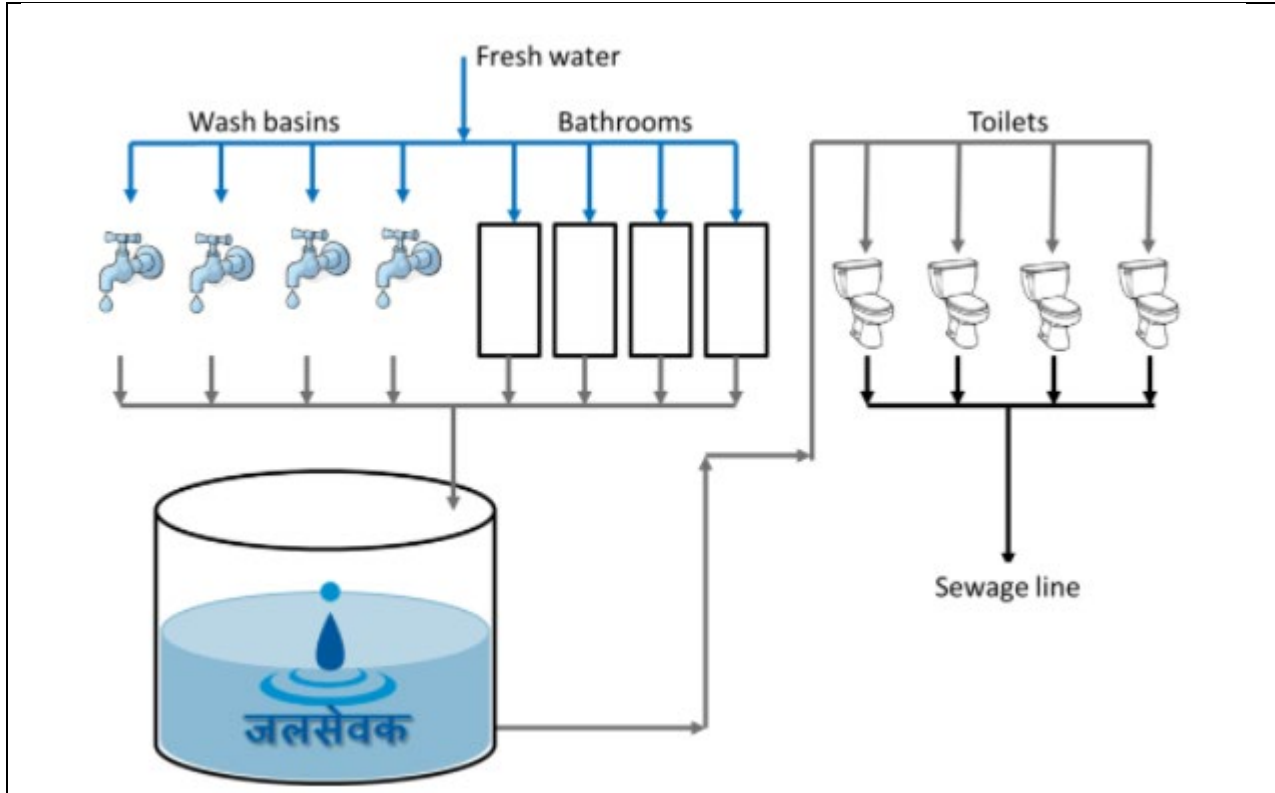 Fresh water
Wash basins
Bathrooms
Toilets
Sewage line
जलसेवक